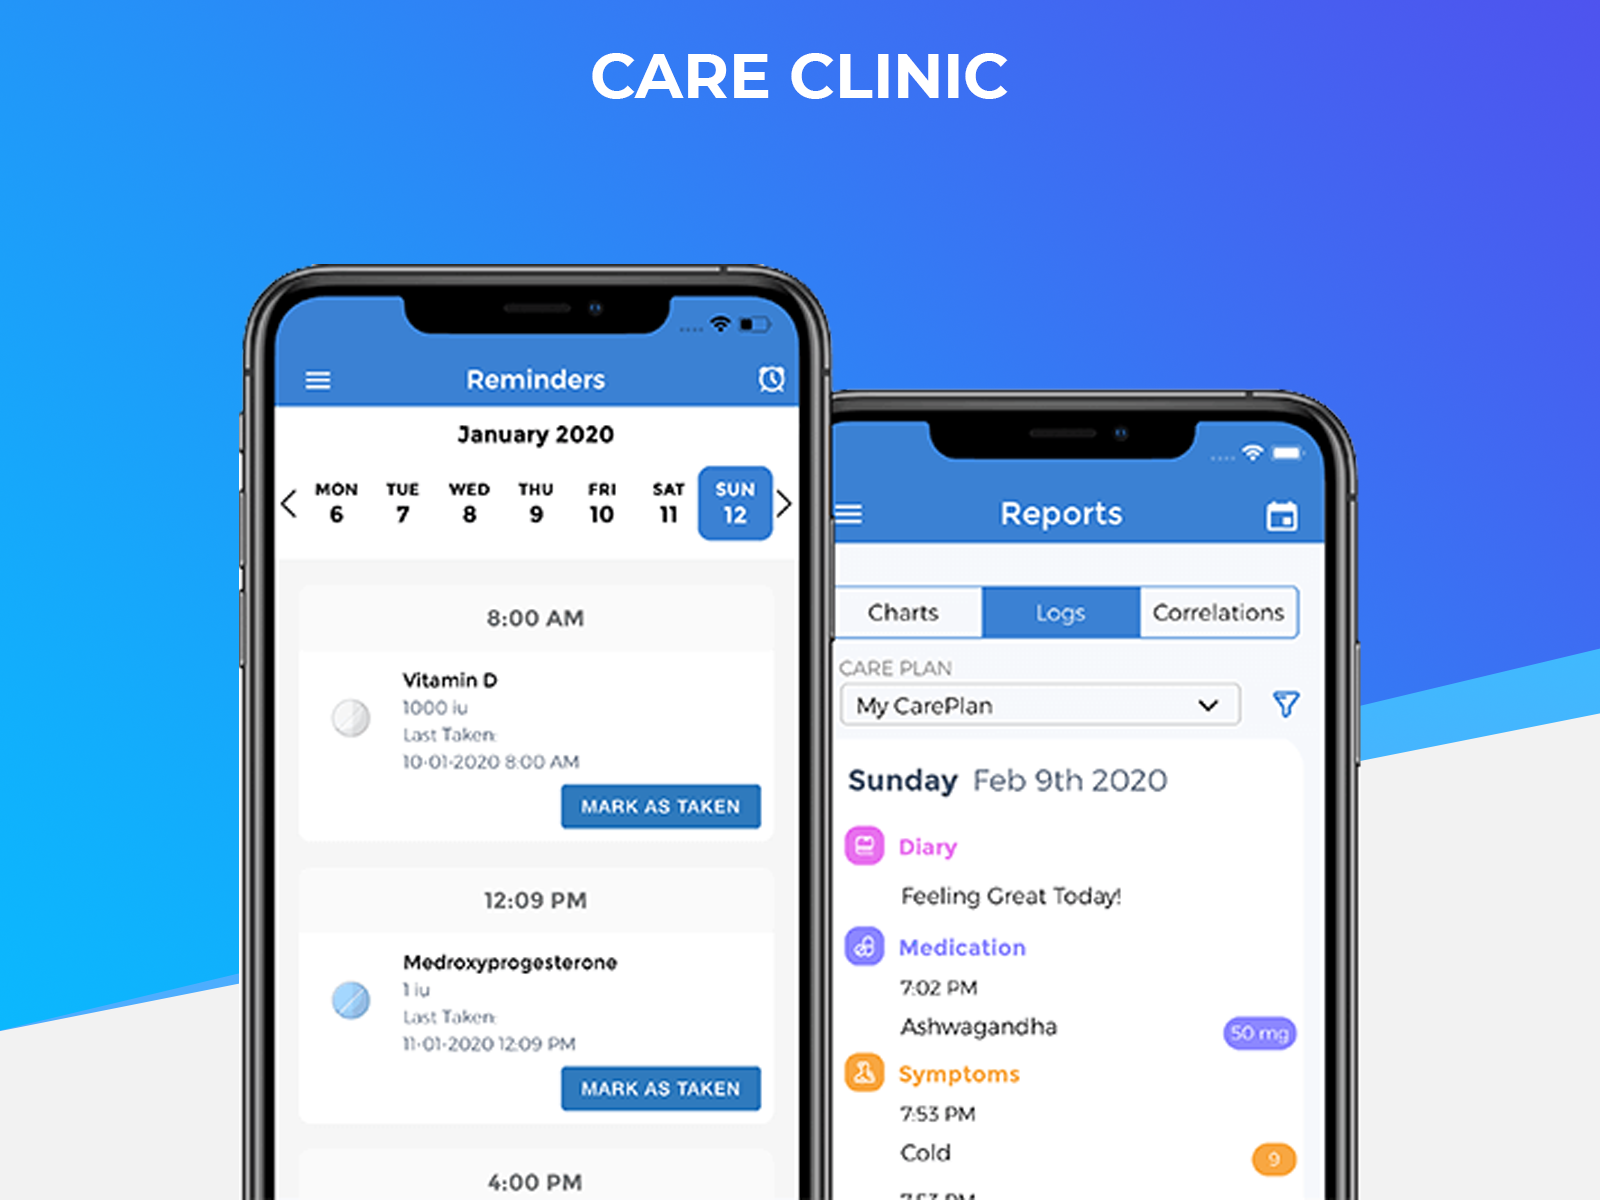 CARE CLINIC
Reminders
January 2020
MON TUE WED THU FRI SAT SUN
6 7 8 9 10 11 12
8:00 AM
Vitamin D
1000 iu
Last Taken:
10-01-2020 8:00 AM
MARK AS TAKEN
12:09 PM
Medroxyprogesterone
1 iu
Last Taken:
11-01-2020 12:09 PM
MARK AS TAKEN
4:00 PM
Reports
Charts Logs Correlations
CARE PLAN
My CarePlan
Sunday Feb 9th 2020
Diary
Feeling Great Today!
Medication
7:02 PM
Ashwagandha 50 mg
Symptoms
7:53 PM
Cold 9
7:53 PM